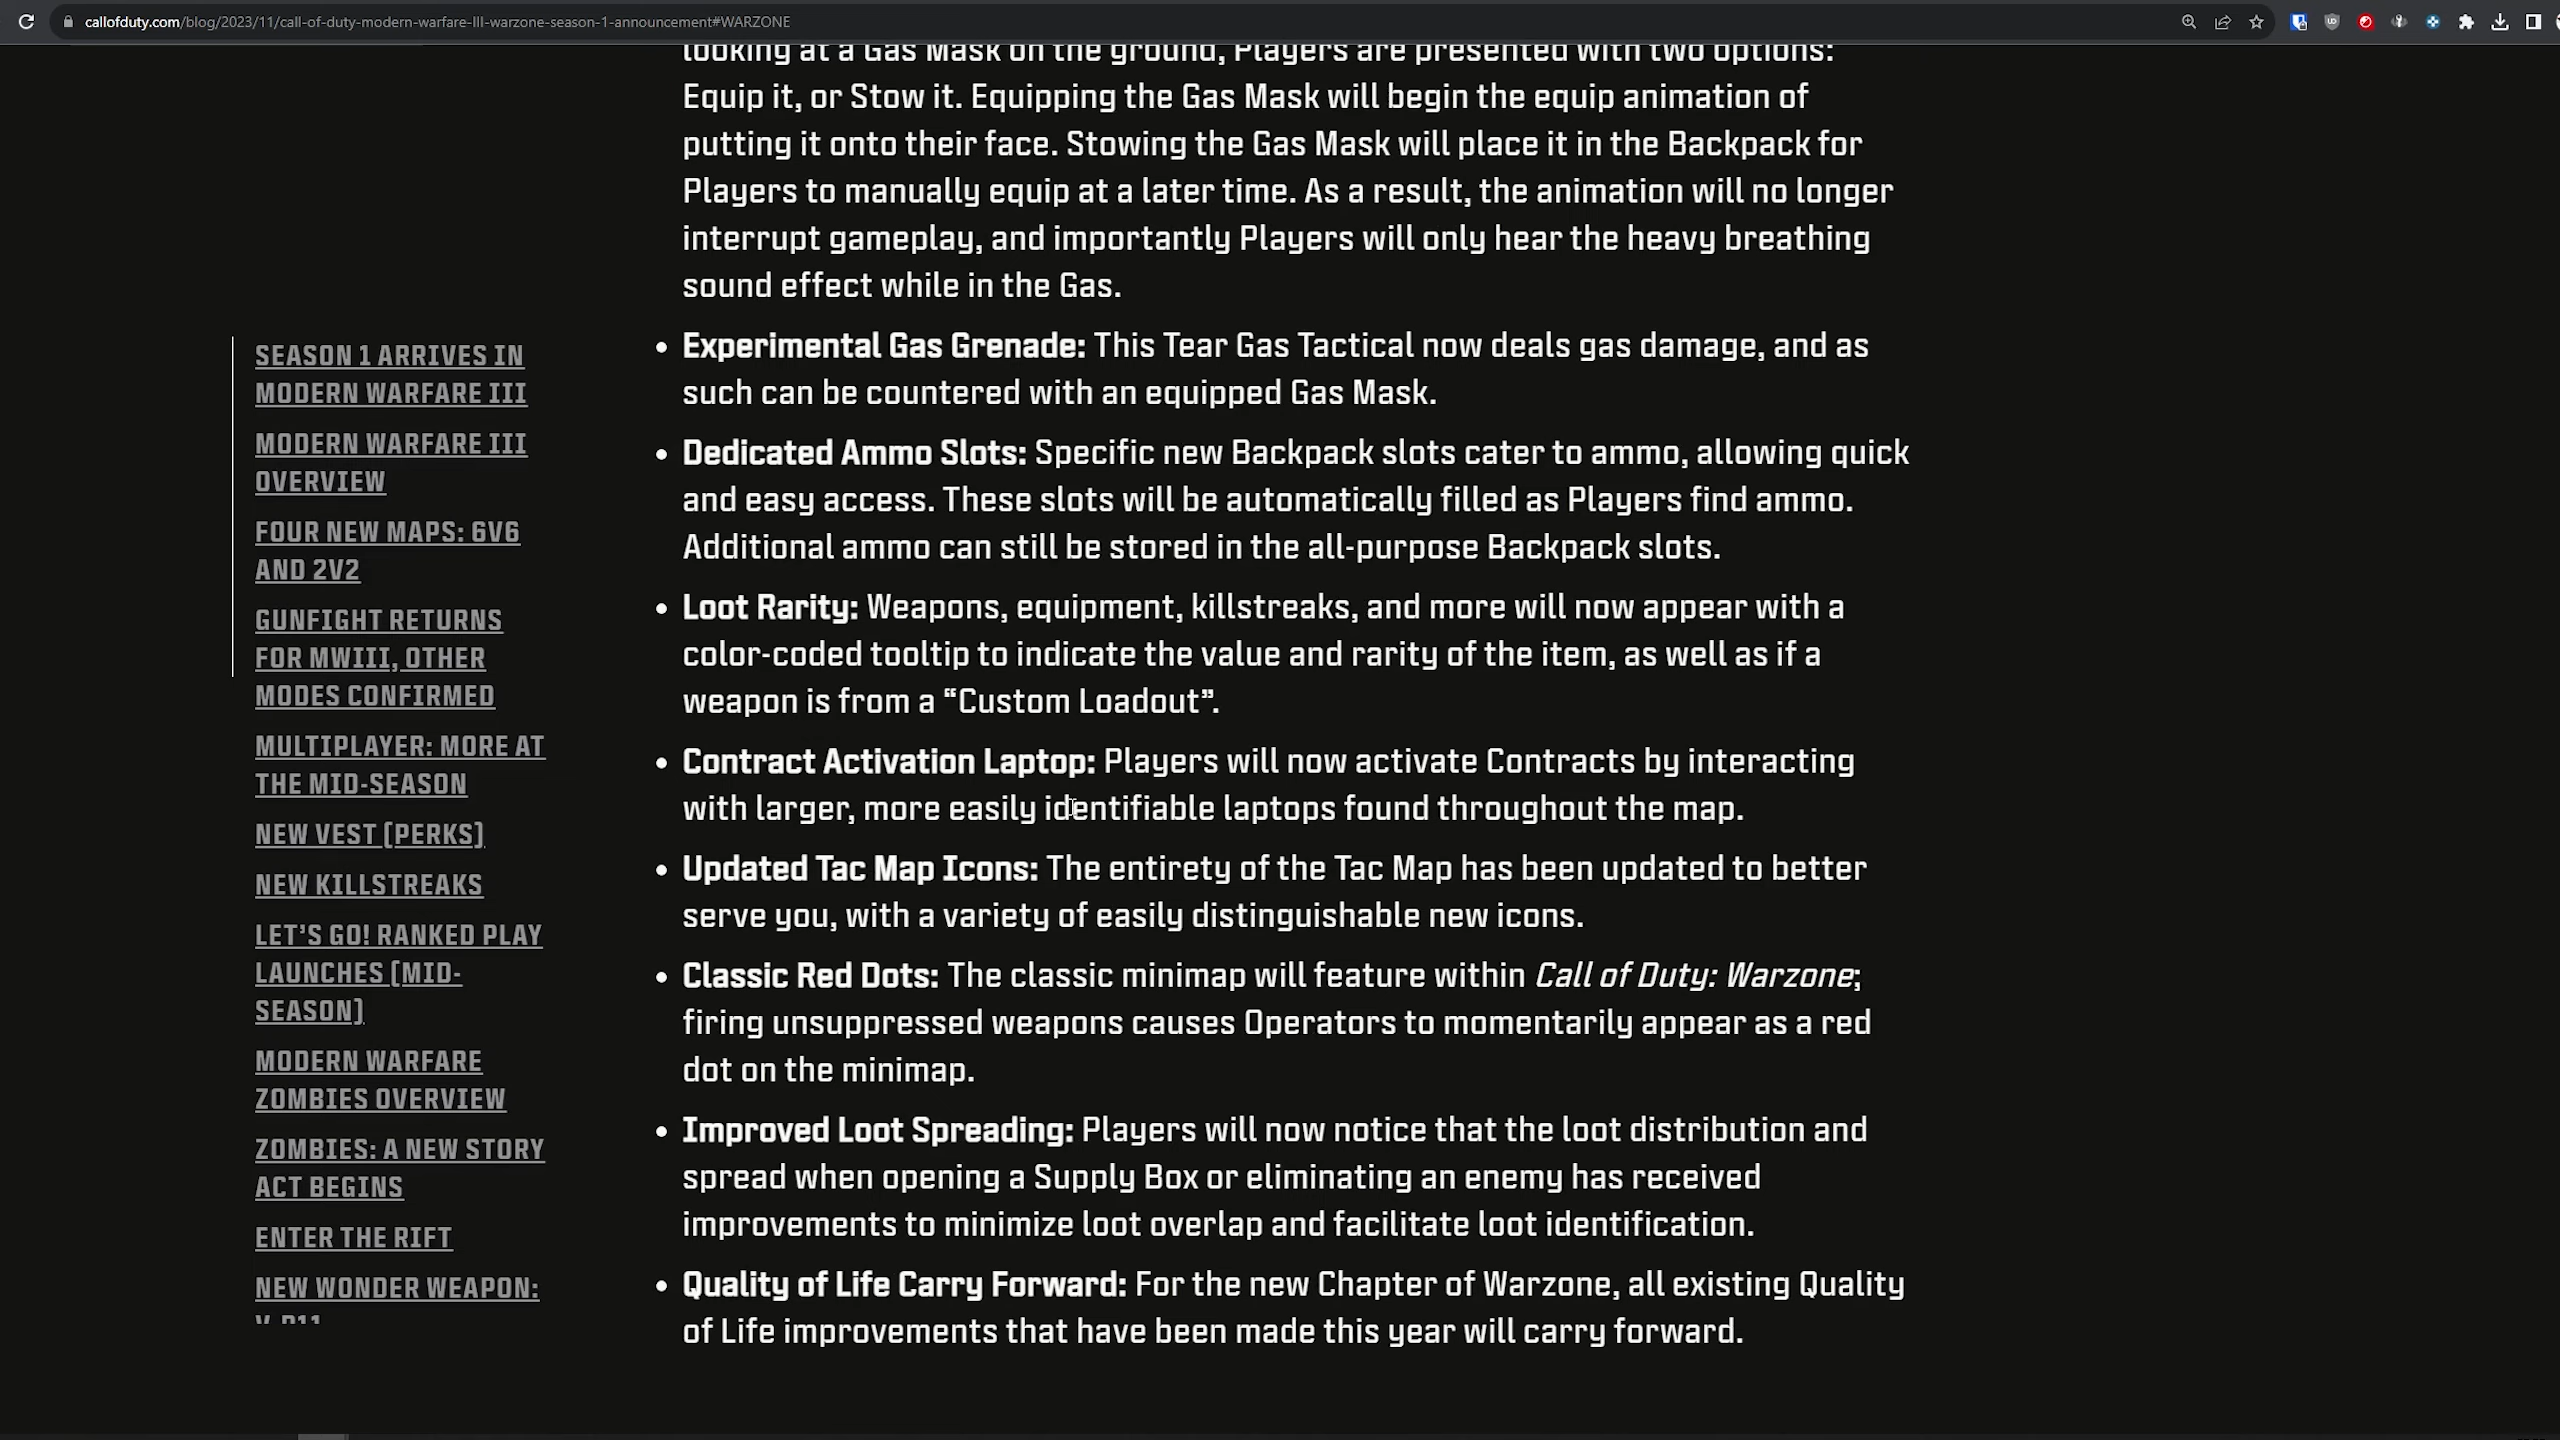 callofduty.com/blog/2023/11/call-of-duty-modern-warfare-III-warzone-season-1-announcement#WARZONE
looking at a Gas Mask on the ground, Players are presented with two options:
Equip it, or Stow it. Equipping the Gas Mask will begin the equip animation of
putting it onto their face. Stowing the Gas Mask will place it in the Backpack for
Players to manually equip at a later time. As a result, the animation will no longer
interrupt gameplay, and importantly Players will only hear the heavy breathing
sound effect while in the Gas.
• Experimental Gas Grenade: This Tear Gas Tactical now deals gas damage, and as
such can be countered with an equipped Gas Mask.
• Dedicated Ammo Slots: Specific new Backpack slots cater to ammo, allowing quick
and easy access. These slots will be automatically filled as Players find ammo.
Additional ammo can still be stored in the all-purpose Backpack slots.
• Loot Rarity: Weapons, equipment, killstreaks, and more will now appear with a
color-coded tooltip to indicate the value and rarity of the item, as well as if a
weapon is from a “Custom Loadout”.
• Contract Activation Laptop: Players will now activate Contracts by interacting
with larger, more easily identifiable laptops found throughout the map.
• Updated Tac Map Icons: The entirety of the Tac Map has been updated to better
serve you, with a variety of easily distinguishable new icons.
• Classic Red Dots: The classic minimap will feature within Call of Duty: Warzone;
firing unsuppressed weapons causes Operators to momentarily appear as a red
dot on the minimap.
• Improved Loot Spreading: Players will now notice that the loot distribution and
spread when opening a Supply Box or eliminating an enemy has received
improvements to minimize loot overlap and facilitate loot identification.
• Quality of Life Carry Forward: For the new Chapter of Warzone, all existing Quality
of Life improvements that have been made this year will carry forward.
SEASON 1 ARRIVES IN
MODERN WARFARE III
MODERN WARFARE III
OVERVIEW
FOUR NEW MAPS: 6V6
AND 2V2
GUNFIGHT RETURNS
FOR MWIII, OTHER
MODES CONFIRMED
MULTIPLAYER: MORE AT
THE MID-SEASON
NEW VEST [PERKS]
NEW KILLSTREAKS
LET’S GO! RANKED PLAY
LAUNCHES [MID-
SEASON]
MODERN WARFARE
ZOMBIES OVERVIEW
ZOMBIES: A NEW STORY
ACT BEGINS
ENTER THE RIFT
NEW WONDER WEAPON: